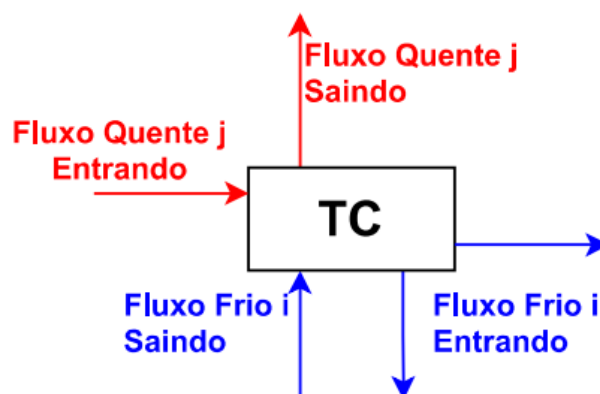 Fluxo Quente j
Saindo
Fluxo Quente j
Entrando
TC
Fluxo Frio i
Saindo
Fluxo Frio i
Entrando